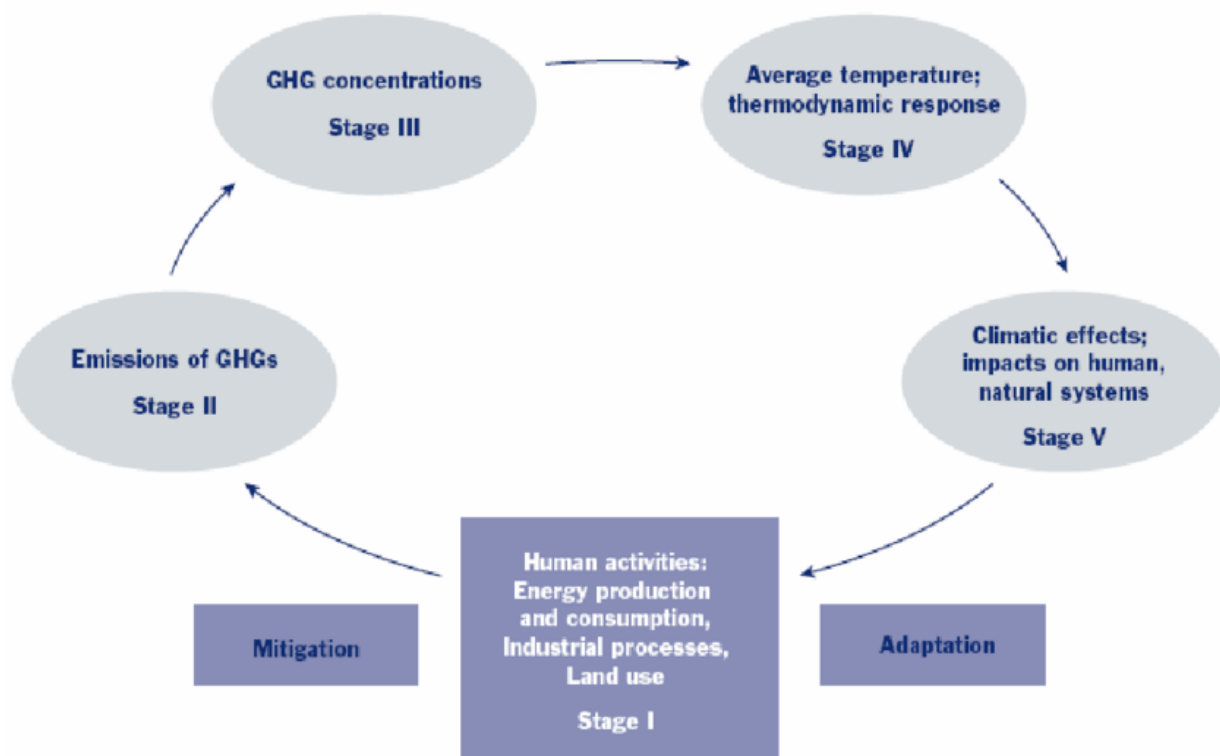 GHG concentrations
Stage III
Average temperature;
thermodynamic response
Stage IV
Emissions of GHGs
Stage II
Climatic effects;
impacts on human,
natural systems
Stage V
Human activities:
Energy production
and consumption,
Industrial processes,
Land use
Stage I
Mitigation
Adaptation